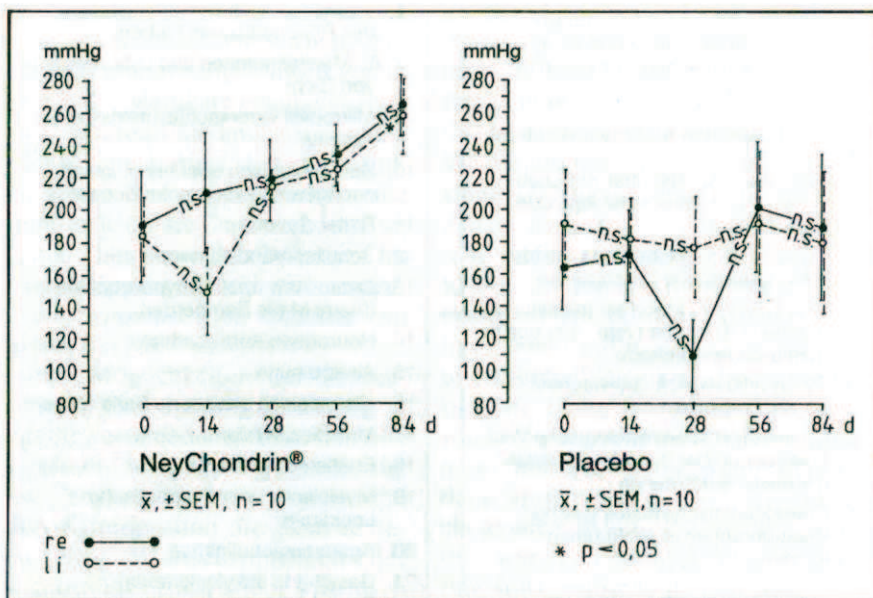 mmHg
280
260
240
220
200
180
160
140
120
100
80
n.s.
n.s.
n.s.
n.s.
n.s.
n.s.
n.s.
*
0 14 28 56 84 d
NeyChondrin®
x̄, ± SEM, n=10
re
li
mmHg
280
260
240
220
200
180
160
140
120
100
80
n.s.
n.s.
n.s.
n.s.
n.s.
n.s.
n.s.
n.s.
0 14 28 56 84 d
Placebo
x̄, ± SEM, n=10
* p < 0,05